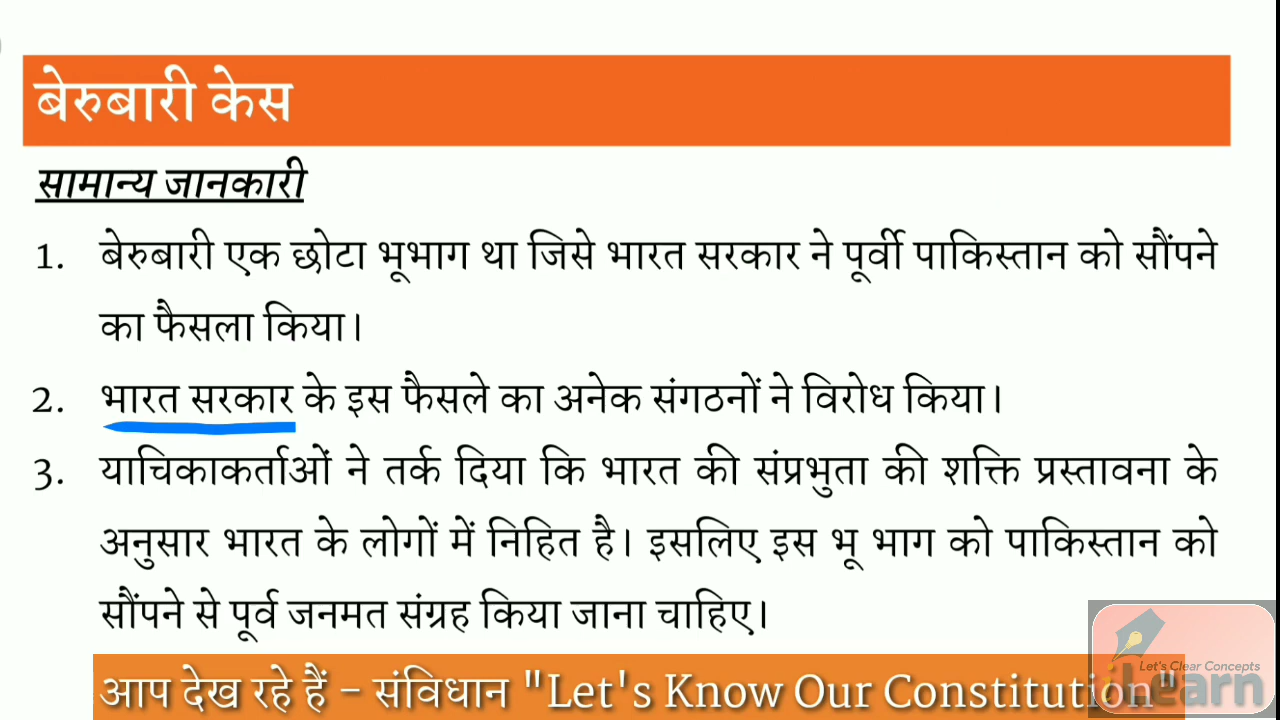 बेरुबारी केस
सामान्य जानकारी
1. बेरुबारी एक छोटा भूभाग था जिसे भारत सरकार ने पूर्वी पाकिस्तान को सौंपने
का फैसला किया।
2. भारत सरकार के इस फैसले का अनेक संगठनों ने विरोध किया।
3. याचिकाकर्ताओं ने तर्क दिया कि भारत की संप्रभुता की शक्ति प्रस्तावना के
अनुसार भारत के लोगों में निहित है। इसलिए इस भू भाग को पाकिस्तान को
सौंपने से पूर्व जनमत संग्रह किया जाना चाहिए।
Let's Clear Concepts
iLearn
आप देख रहे हैं - संविधान "Let's Know Our Constitution"